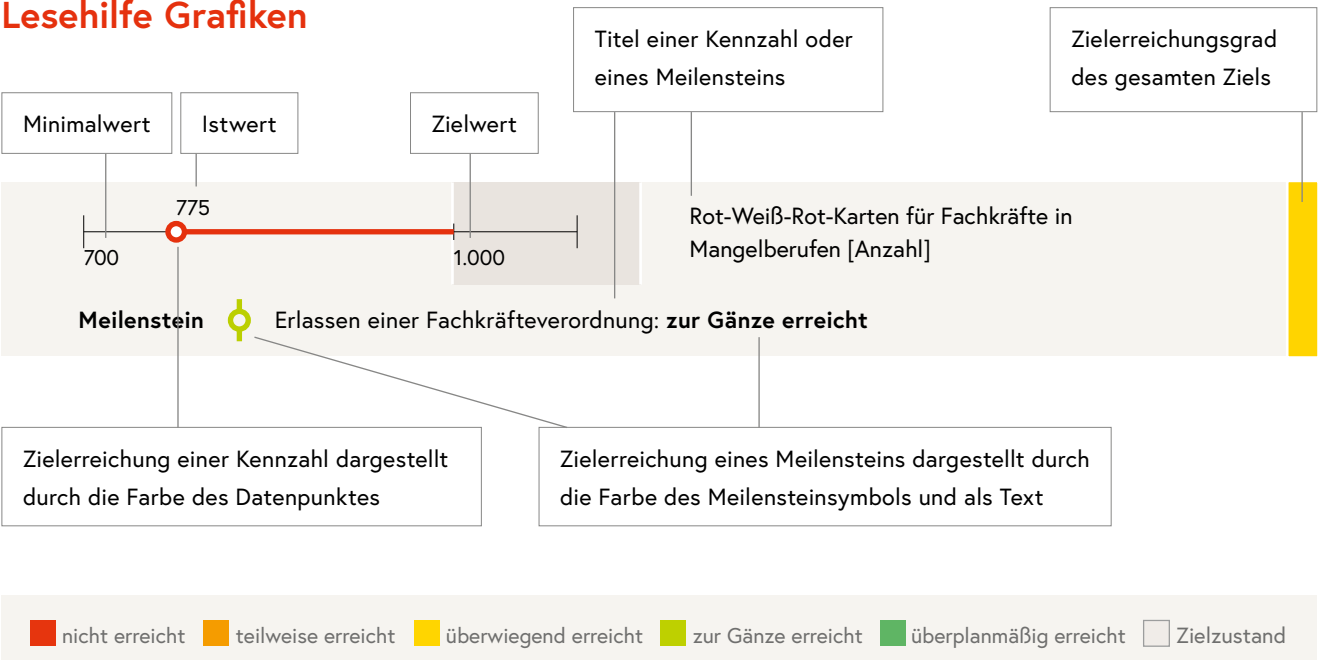 Lesehilfe Grafiken
Titel einer Kennzahl oder
eines Meilensteins
Zielerreichungsgrad
des gesamten Ziels
Minimalwert
Istwert
Zielwert
775
700
1.000
Rot-Weiß-Rot-Karten für Fachkräfte in
Mangelberufen [Anzahl]
Meilenstein
Erlassen einer Fachkräfteverordnung: zur Gänze erreicht
Zielerreichung einer Kennzahl dargestellt
durch die Farbe des Datenpunktes
Zielerreichung eines Meilensteins dargestellt durch
die Farbe des Meilensteinsymbols und als Text
nicht erreicht
teilweise erreicht
überwiegend erreicht
zur Gänze erreicht
überplanmäßig erreicht
Zielzustand